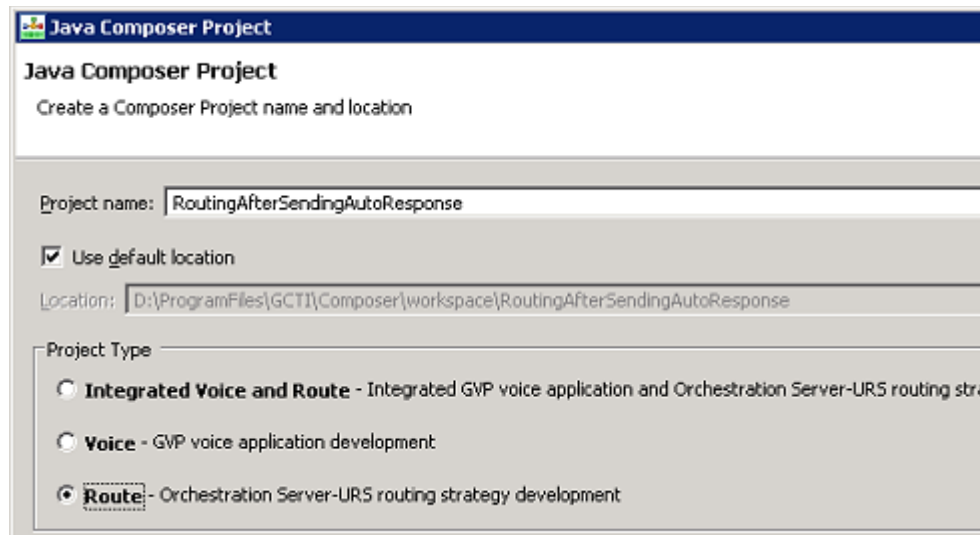 Java Composer Project
Java Composer Project
Create a Composer Project name and location
Project name: RoutingAfterSendingAutoResponse
Use default location
Location: D:\ProgramFiles\GCTI\Composer\workspace\RoutingAfterSendingAutoResponse
Project Type
Integrated Voice and Route - Integrated GVP voice application and Orchestration Server-URS routing
Voice - GVP voice application development
Route - Orchestration Server-URS routing strategy development